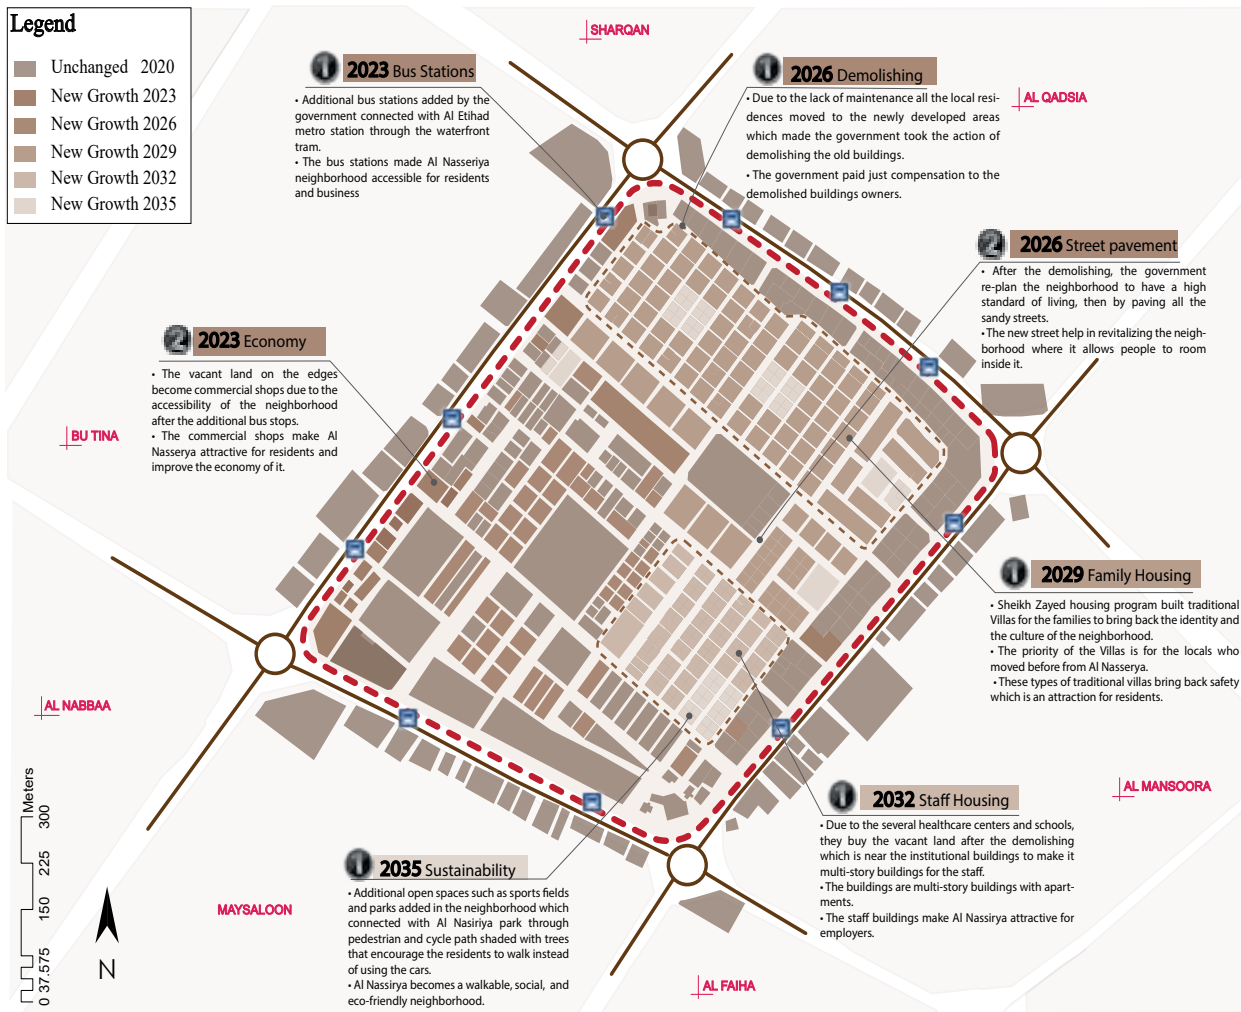 Legend
Unchanged 2020
New Growth 2023
New Growth 2026
New Growth 2029
New Growth 2032
New Growth 2035
SHARQAN
AL QADSIA
BU TINA
AL NABBAA
MAYSALOON
AL FAIHA
AL MANSOORA
1 2023 Bus Stations
• Additional bus stations added by the
government connected with Al Etihad
metro station through the waterfront
tram.
• The bus stations made Al Nasseriya
neighborhood accessible for residents
and business
1 2026 Demolishing
• Due to the lack of maintenance all the local resi-
dences moved to the newly developed areas
which made the government took the action of
demolishing the old buildings.
• The government paid just compensation to the
demolished buildings owners.
2 2026 Street pavement
• After the demolishing, the government
re-plan the neighborhood to have a high
standard of living, then by paving all the
sandy streets.
• The new street help in revitalizing the neigh-
borhood where it allows people to room
inside it.
2 2023 Economy
• The vacant land on the edges
become commercial shops due to the
accessibility of the neighborhood
after the additional bus stops.
• The commercial shops make Al
Nasserya attractive for residents and
improve the economy of it.
1 2029 Family Housing
• Sheikh Zayed housing program built traditional
Villas for the families to bring back the identity and
the culture of the neighborhood.
• The priority of the Villas is for the locals who
moved before from Al Nasserya.
• These types of traditional villas bring back safety
which is an attraction for residents.
1 2032 Staff Housing
• Due to the several healthcare centers and schools,
they buy the vacant land after the demolishing
which is near the institutional buildings to make it
multi-story buildings for the staff.
• The buildings are multi-story buildings with apart-
ments.
• The staff buildings make Al Nassirya attractive for
employers.
1 2035 Sustainability
• Additional open spaces such as sports fields
and parks added in the neighborhood which
connected with Al Nasiriya park through
pedestrian and cycle path shaded with trees
that encourage the residents to walk instead
of using the cars.
• Al Nassirya becomes a walkable, social, and
eco-friendly neighborhood.
0 37.575 150 225 300
Meters
N